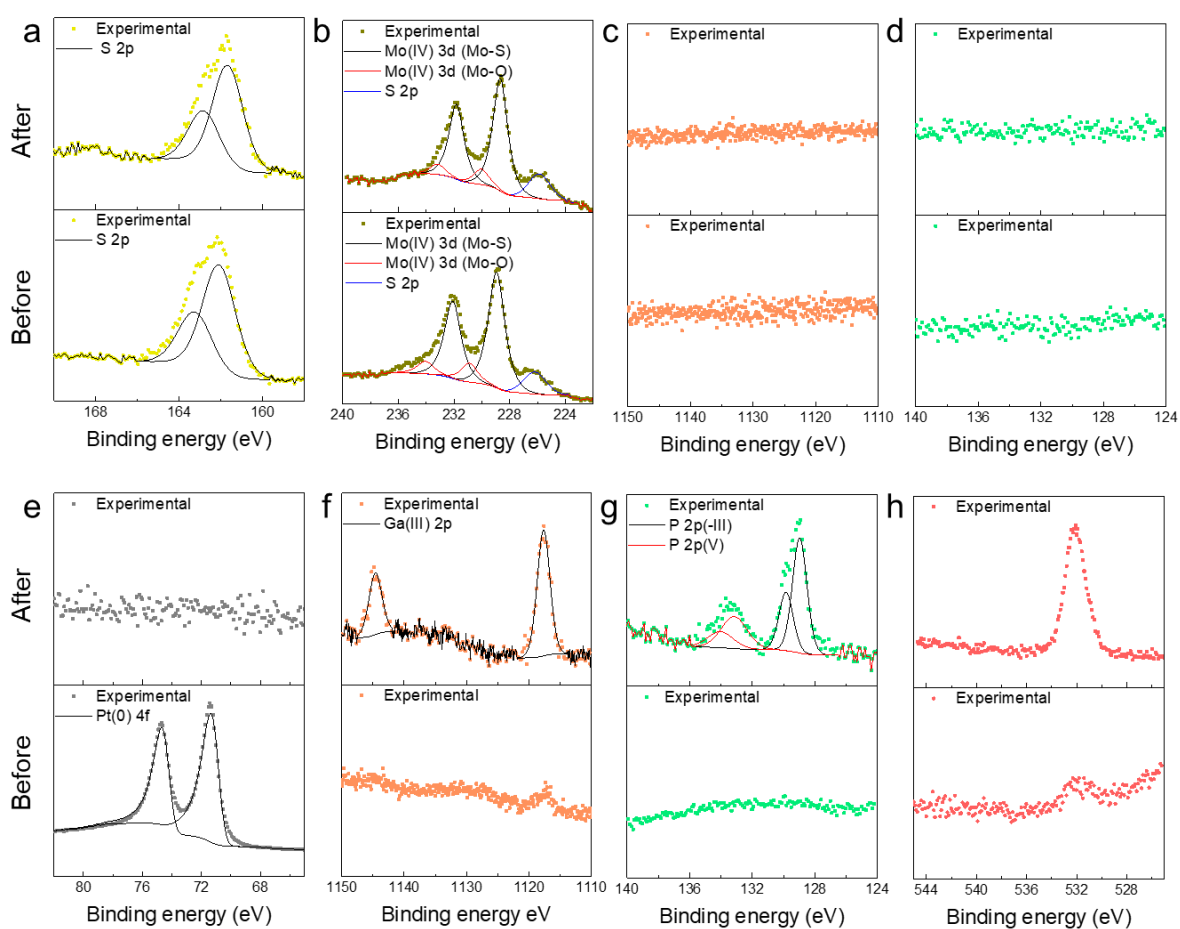 a
Experimental
S 2p
After
Experimental
S 2p
Before
168
164
160
Binding energy (eV)
b
Experimental
Mo(IV) 3d (Mo-S)
Mo(IV) 3d (Mo-O)
S 2p
Experimental
Mo(IV) 3d (Mo-S)
Mo(IV) 3d (Mo-O)
S 2p
240 236 232 228 224
Binding energy (eV)
c
Experimental
Experimental
1150 1140 1130 1120 1110
Binding energy (eV)
d
Experimental
Experimental
140 136 132 128 124
Binding energy (eV)
e
Experimental
After
Experimental
Pt(0) 4f
Before
80 76 72 68
Binding energy (eV)
f
Experimental
Ga(III) 2p
Experimental
1150 1140 1130 1120 1110
Binding energy eV
g
Experimental
P 2p(-III)
P 2p(V)
Experimental
140 136 132 128 124
Binding energy (eV)
h
Experimental
Experimental
544 540 536 532 528
Binding energy (eV)